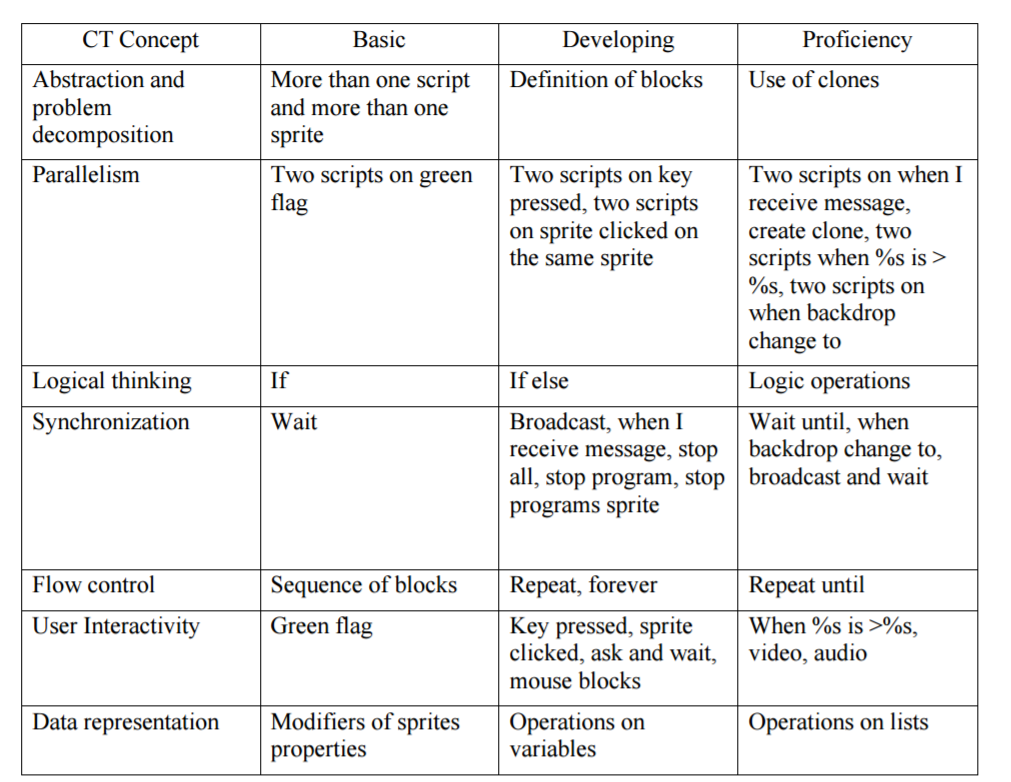 CT Concept
Basic
Developing
Proficiency
Abstraction and
problem
decomposition
More than one script
and more than one
sprite
Definition of blocks
Use of clones
Parallelism
Two scripts on green
flag
Two scripts on key
pressed, two scripts
on sprite clicked on
the same sprite
Two scripts on when I
receive message,
create clone, two
scripts when %s is >
%s, two scripts on
when backdrop
change to
Logical thinking
If
If else
Logic operations
Synchronization
Wait
Broadcast, when I
receive message, stop
all, stop program, stop
programs sprite
Wait until, when
backdrop change to,
broadcast and wait
Flow control
Sequence of blocks
Repeat, forever
Repeat until
User Interactivity
Green flag
Key pressed, sprite
clicked, ask and wait,
mouse blocks
When %s is >%s,
video, audio
Data representation
Modifiers of sprites
properties
Operations on
variables
Operations on lists